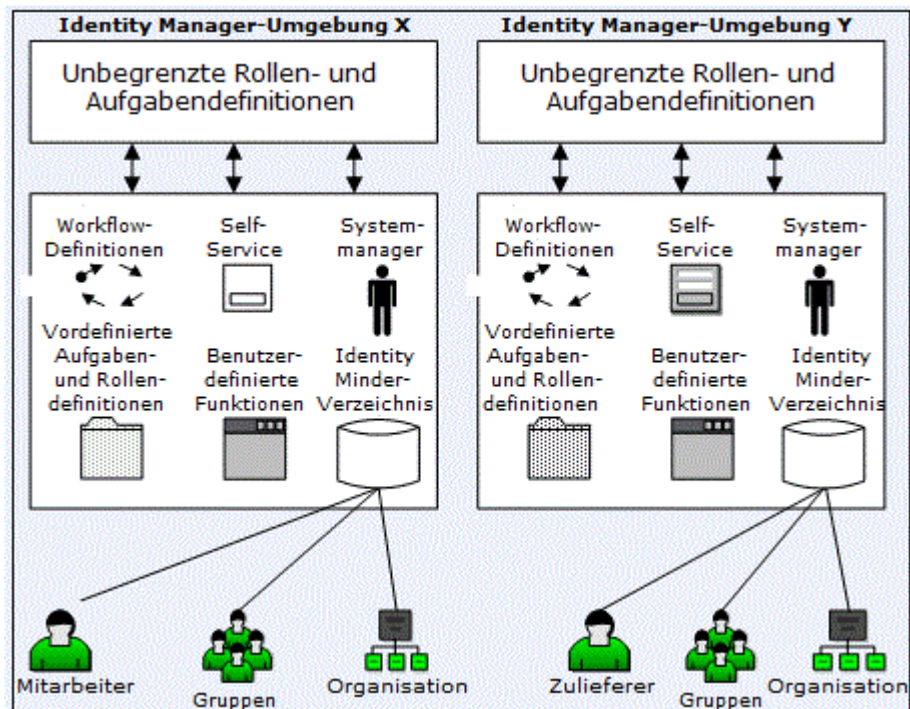 Identity Manager-Umgebung X
Unbegrenzte Rollen- und
Aufgabendefinitionen
Workflow-
Definitionen
Self-
Service
System-
manager
Vordefinierte
Aufgaben-
und Rollen-
definitionen
Benutzer-
definierte
Funktionen
Identity
Minder-
Verzeichnis
Mitarbeiter
Gruppen
Organisation
Identity Manager-Umgebung Y
Unbegrenzte Rollen- und
Aufgabendefinitionen
Workflow-
Definitionen
Self-
Service
System-
manager
Vordefinierte
Aufgaben-
und Rollen-
definitionen
Benutzer-
definierte
Funktionen
Identity
Minder-
Verzeichnis
Zulieferer
Gruppen
Organisation